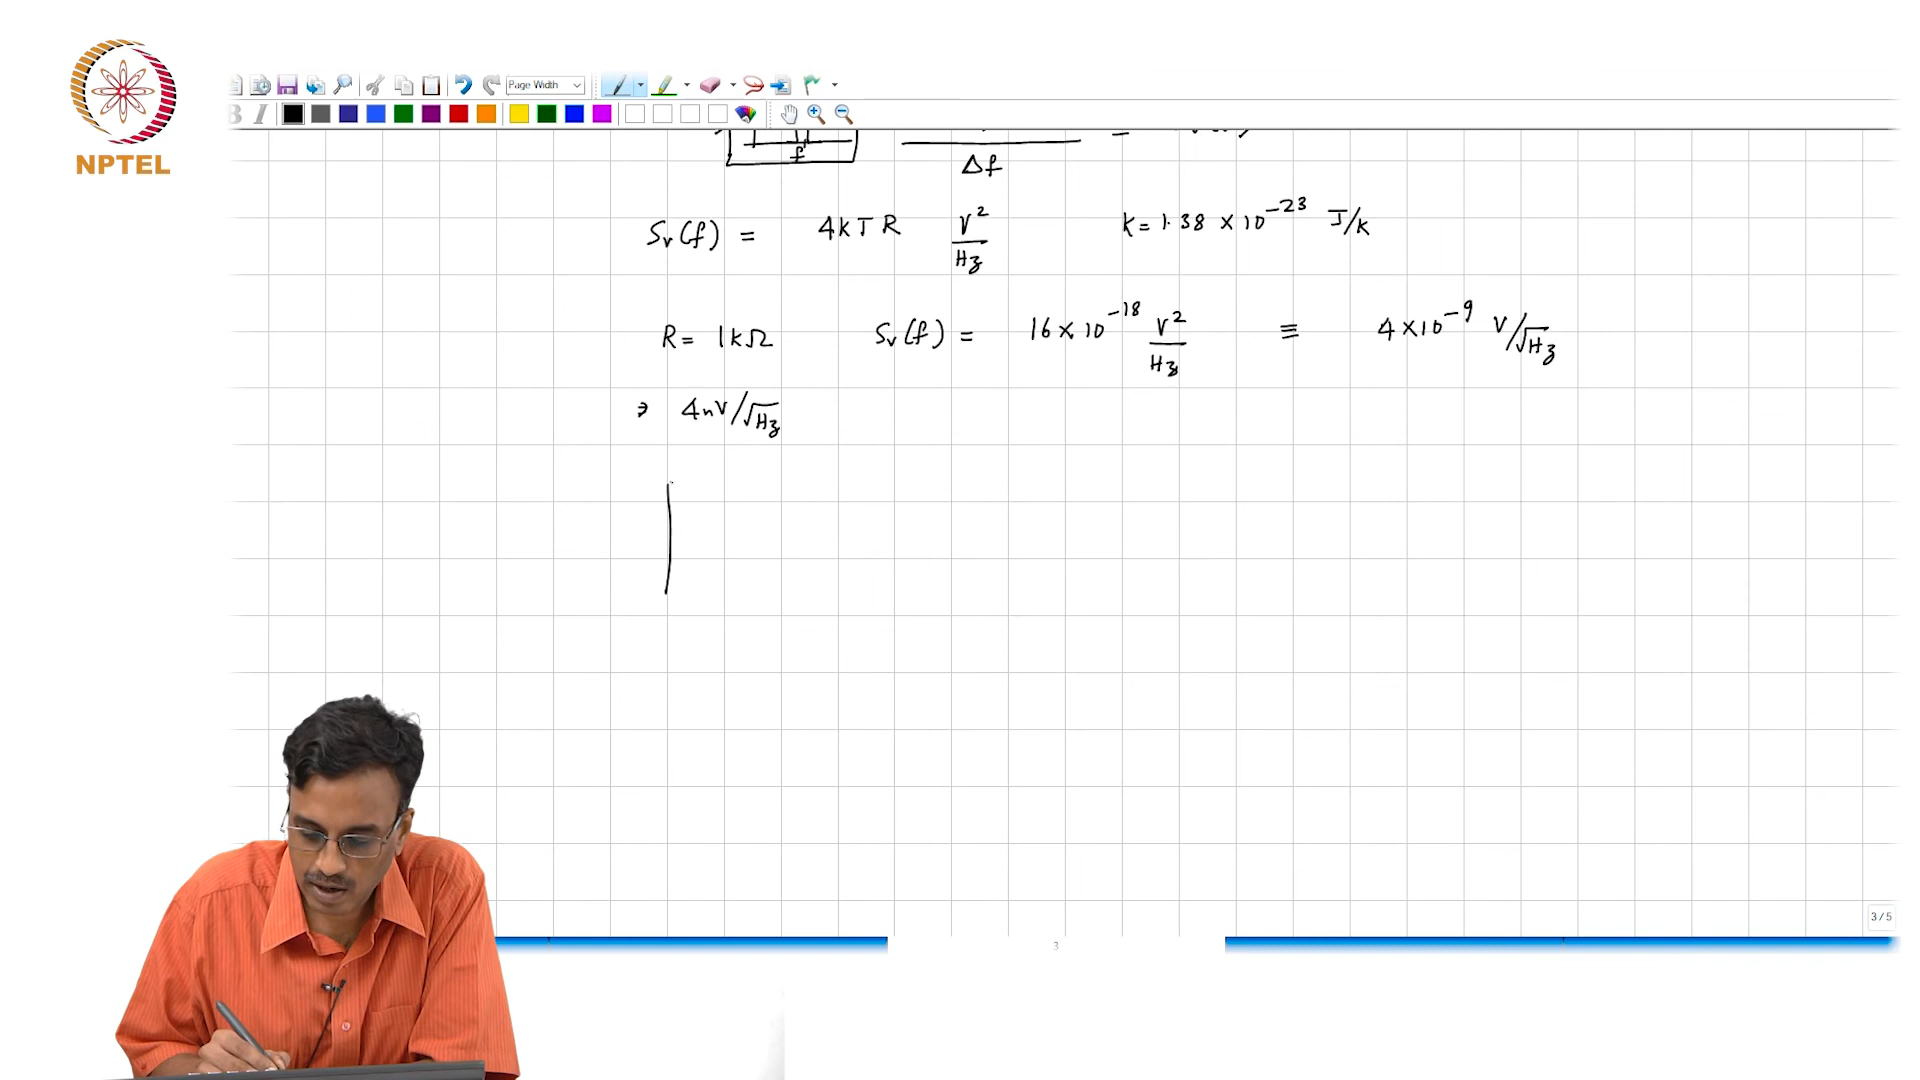 NPTEL
Page Width
B I
f
Δf
Sv(f) = 4kTR V²/Hz K = 1.38 × 10⁻²³ J/K
R = 1kΩ Sv(f) = 16 × 10⁻¹⁸ V²/Hz ≡ 4 × 10⁻⁹ V/√Hz
⇒ 4nV/√Hz
3/5
3